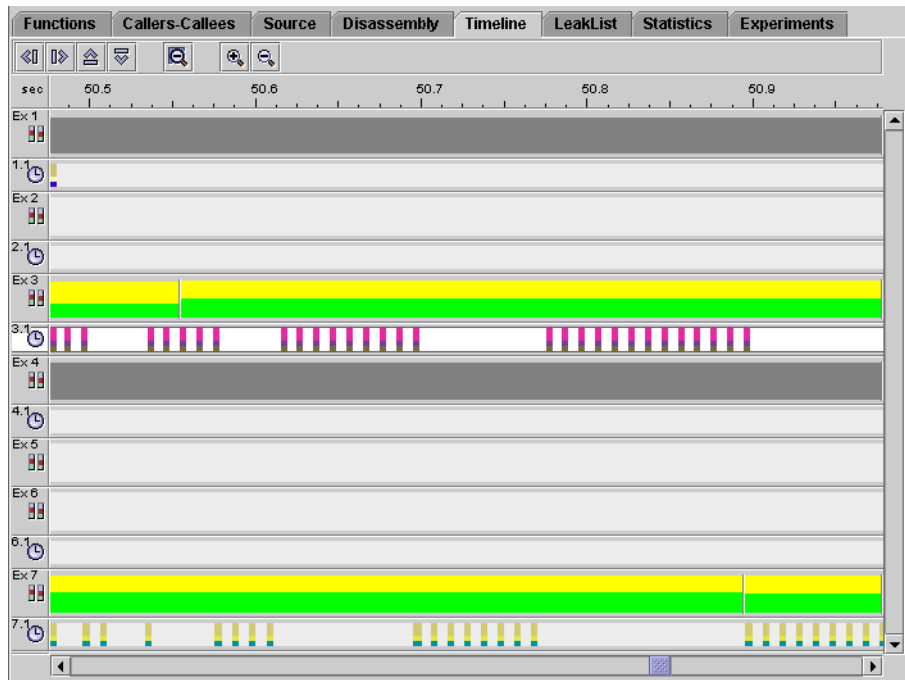 Functions Callers-Callees Source Disassembly Timeline LeakList Statistics Experiments
sec 50.5 50.6 50.7 50.8 50.9
Ex 1
1.1
Ex 2
2.1
Ex 3
3.1
Ex 4
4.1
Ex 5
Ex 6
6.1
Ex 7
7.1